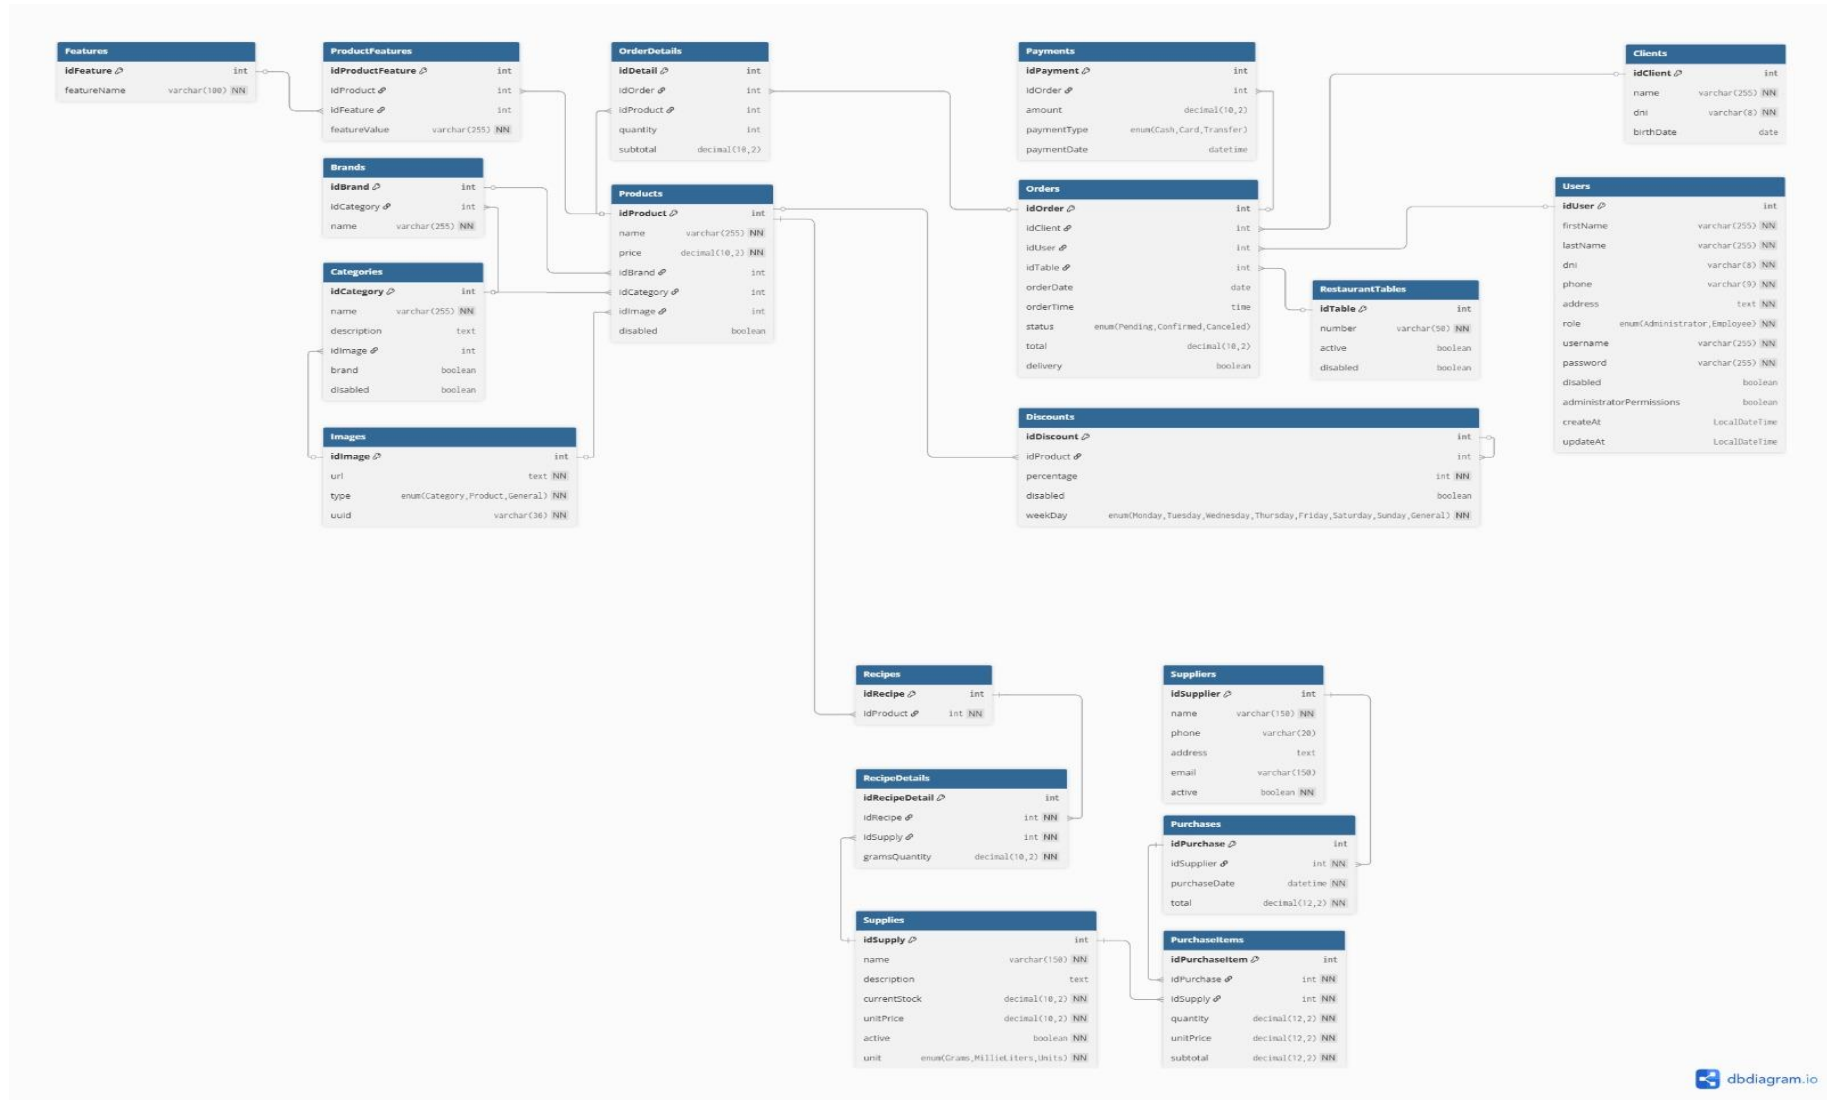 Features
idFeature int
featureName varchar(100) NN
ProductFeatures
idProductFeature int
idProduct int
idFeature int
featureValue varchar(255) NN
OrderDetails
idDetail int
idOrder int
idProduct int
quantity int
subtotal decimal(10,2)
Payments
idPayment int
idOrder int
amount decimal(10,2)
paymentType enum(Cash,Card,Transfer)
paymentDate datetime
Clients
idClient int
name varchar(255) NN
dni varchar(8) NN
birthDate date
Brands
idBrand int
idCategory int
name varchar(255) NN
Products
idProduct int
name varchar(255) NN
price decimal(10,2) NN
idBrand int
idCategory int
idImage int
disabled boolean
Orders
idOrder int
idClient int
idUser int
idTable int
orderDate date
orderTime time
status enum(Pending,Confirmed,Canceled)
total decimal(10,2)
delivery boolean
Users
idUser int
firstName varchar(255) NN
lastName varchar(255) NN
dni varchar(8) NN
phone varchar(9) NN
address text NN
role enum(Administrator,Employee) NN
username varchar(255) NN
password varchar(255) NN
disabled boolean
administratorPermissions boolean
createAt LocalDateTime
updateAt LocalDateTime
Categories
idCategory int
name varchar(255) NN
description text
idImage int
brand boolean
disabled boolean
RestaurantTables
idTable int
number varchar(50) NN
active boolean
disabled boolean
Images
idImage int
url text NN
type enum(Category,Product,General) NN
uuid varchar(36) NN
Discounts
idDiscount int
idProduct int
percentage int NN
disabled boolean
weekDay enum(Monday,Tuesday,Wednesday,Thursday,Friday,Saturday,Sunday,General) NN
Recipes
idRecipe int
idProduct int NN
Suppliers
idSupplier int
name varchar(150) NN
phone varchar(20)
address text
email varchar(150)
active boolean NN
RecipeDetails
idRecipeDetail int
idRecipe int NN
idSupply int NN
gramsQuantity decimal(10,2) NN
Purchases
idPurchase int
idSupplier int NN
purchaseDate datetime NN
total decimal(12,2) NN
Supplies
idSupply int
name varchar(150) NN
description text
currentStock decimal(10,2) NN
unitPrice decimal(10,2) NN
active boolean NN
unit enum(Grams,MillieLiters,Units) NN
PurchaseItems
idPurchaseItem int
idPurchase int NN
idSupply int NN
quantity decimal(12,2) NN
unitPrice decimal(12,2) NN
subtotal decimal(12,2) NN
dbdiagram.io